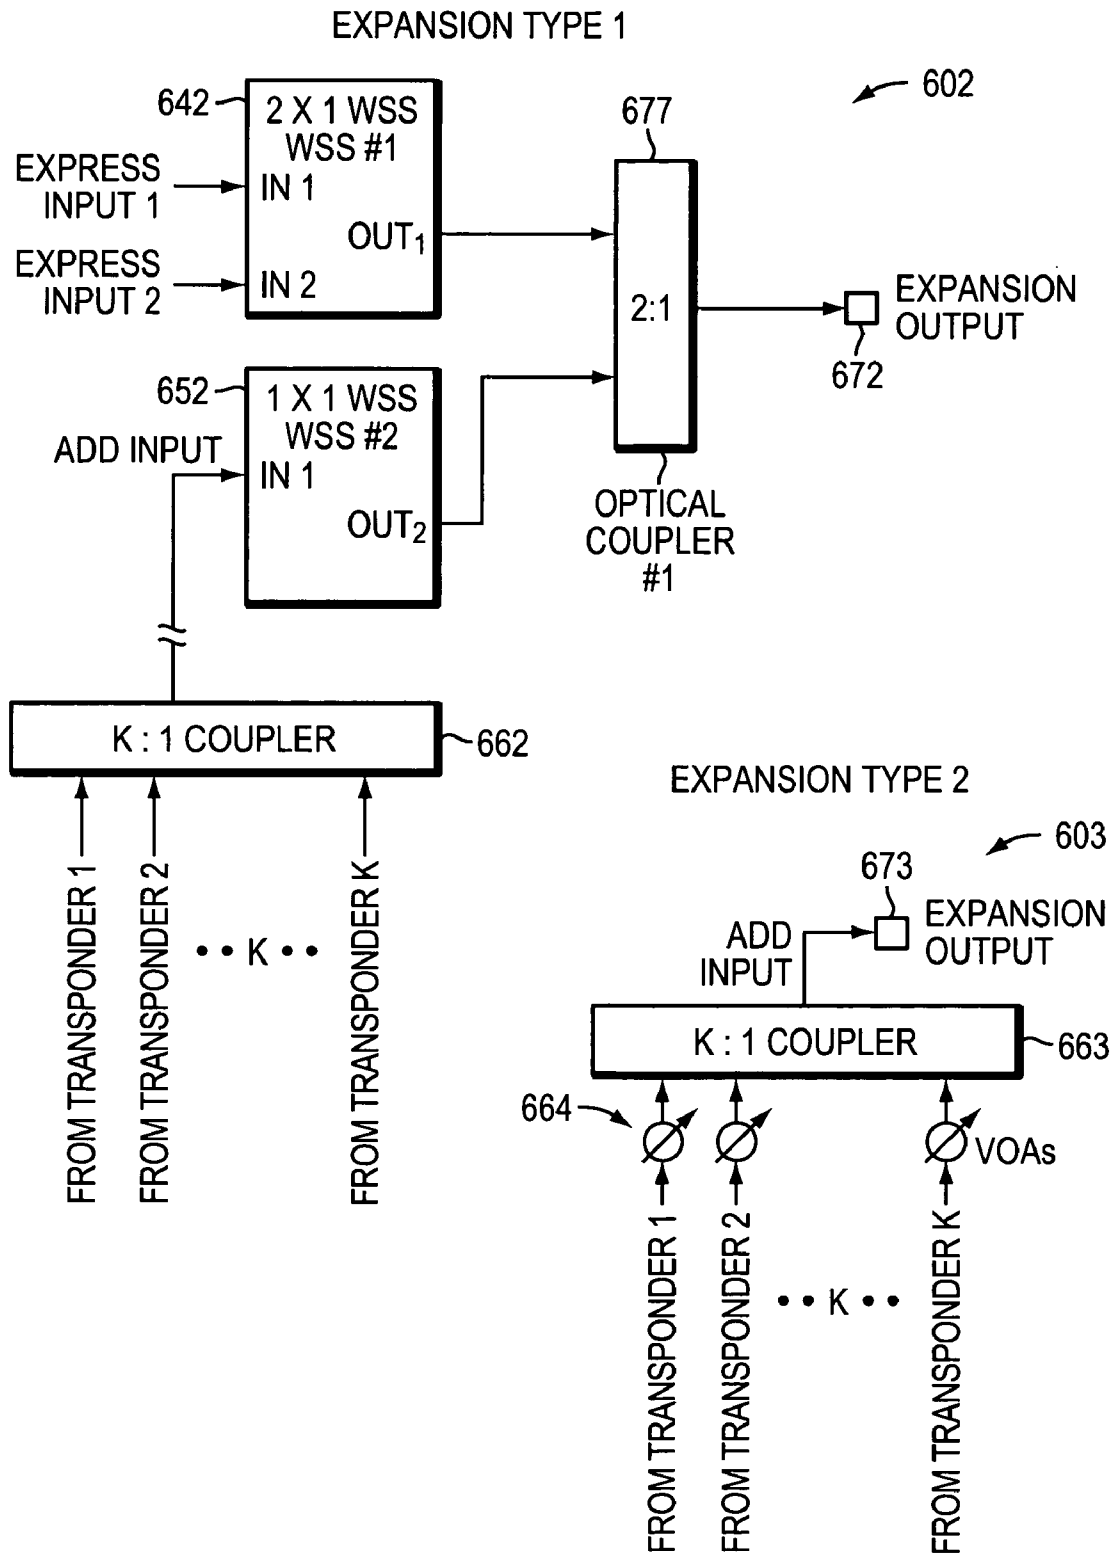 EXPANSION TYPE 1
602
642
2 X 1 WSS
WSS #1
677
EXPRESS
INPUT 1
IN 1
OUT1
EXPRESS
INPUT 2
IN 2
2:1
EXPANSION
OUTPUT
672
652
1 X 1 WSS
WSS #2
ADD INPUT
IN 1
OUT2
OPTICAL
COUPLER
#1
K : 1 COUPLER
662
FROM TRANSPONDER 1
FROM TRANSPONDER 2
•• K ••
FROM TRANSPONDER K
EXPANSION TYPE 2
603
673
EXPANSION
OUTPUT
ADD
INPUT
K : 1 COUPLER
663
664
VOAs
FROM TRANSPONDER 1
FROM TRANSPONDER 2
•• K ••
FROM TRANSPONDER K